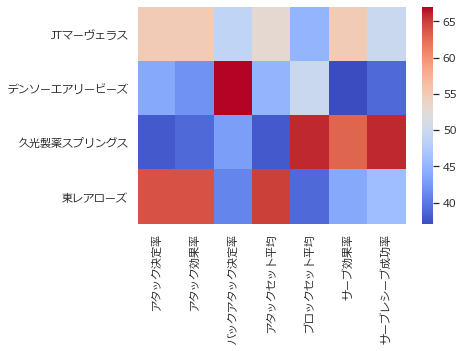 JTマーヴェラス
デンソーエアリービーズ
久光製薬スプリングス
東レアローズ
アタック決定率
アタック効果率
バックアタック決定率
アタックセット平均
ブロックセット平均
サーブ効果率
サーブレシーブ成功率
65
60
55
50
45
40